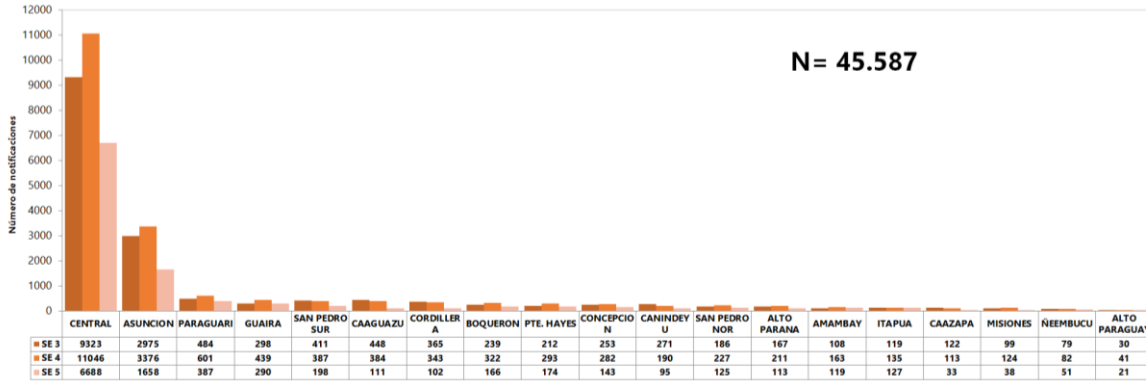 12000
11000
10000
9000
8000
7000
6000
5000
4000
3000
2000
1000
0
Número de notificaciones
N= 45.587
CENTRAL ASUNCION PARAGUARI GUAIRA SAN PEDRO SUR CAAGUAZU CORDILLERA BOQUERON PTE. HAYES CONCEPCION CANINDEYU SAN PEDRO NOR ALTO PARANA AMAMBAY ITAPUA CAAZAPA MISIONES ÑEEMBUCU ALTO PARAGUAY
SE 3 9323 2975 484 298 411 448 365 239 212 253 271 186 167 108 119 122 99 79 30
SE 4 11046 3376 601 439 387 384 343 322 293 282 190 227 211 163 135 113 124 82 41
SE 5 6688 1658 387 290 198 111 102 166 174 143 95 125 113 119 127 33 38 51 21